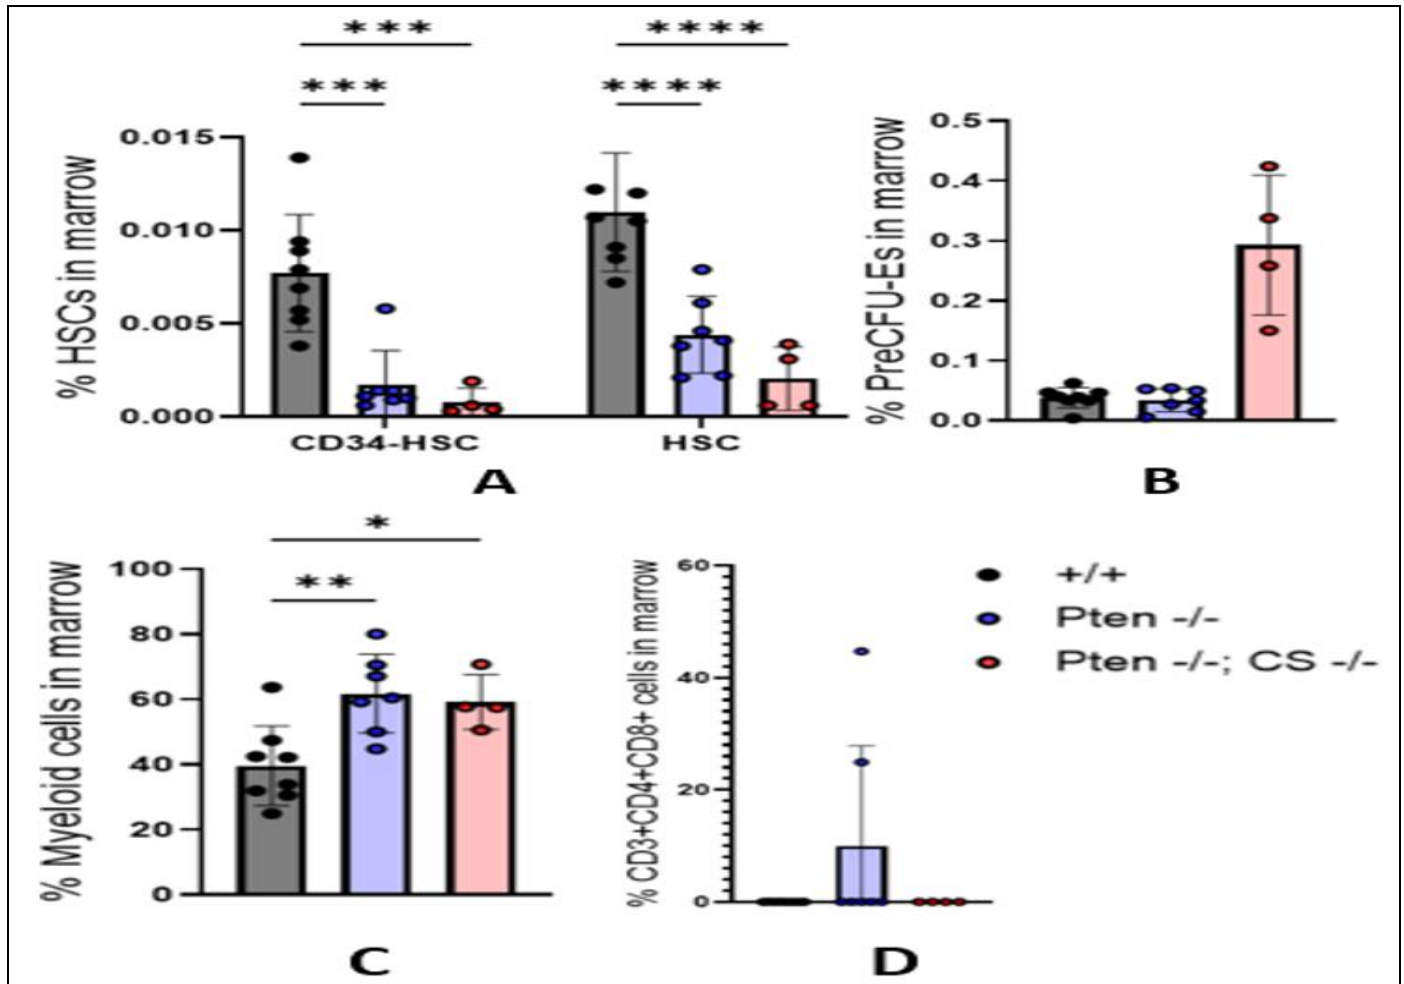 *** ****
*** ****
% HSCs in marrow
0.015
0.010
0.005
0.000
CD34-HSC HSC
A
% PreCFU-Es in marrow
0.5
0.4
0.3
0.2
0.1
0.0
B
% Myeloid cells in marrow
*
**
100
80
60
40
20
0
C
% CD3+CD4+CD8+ cells in marrow
60
40
20
0
D
+/+
Pten -/-
Pten -/-; CS -/-